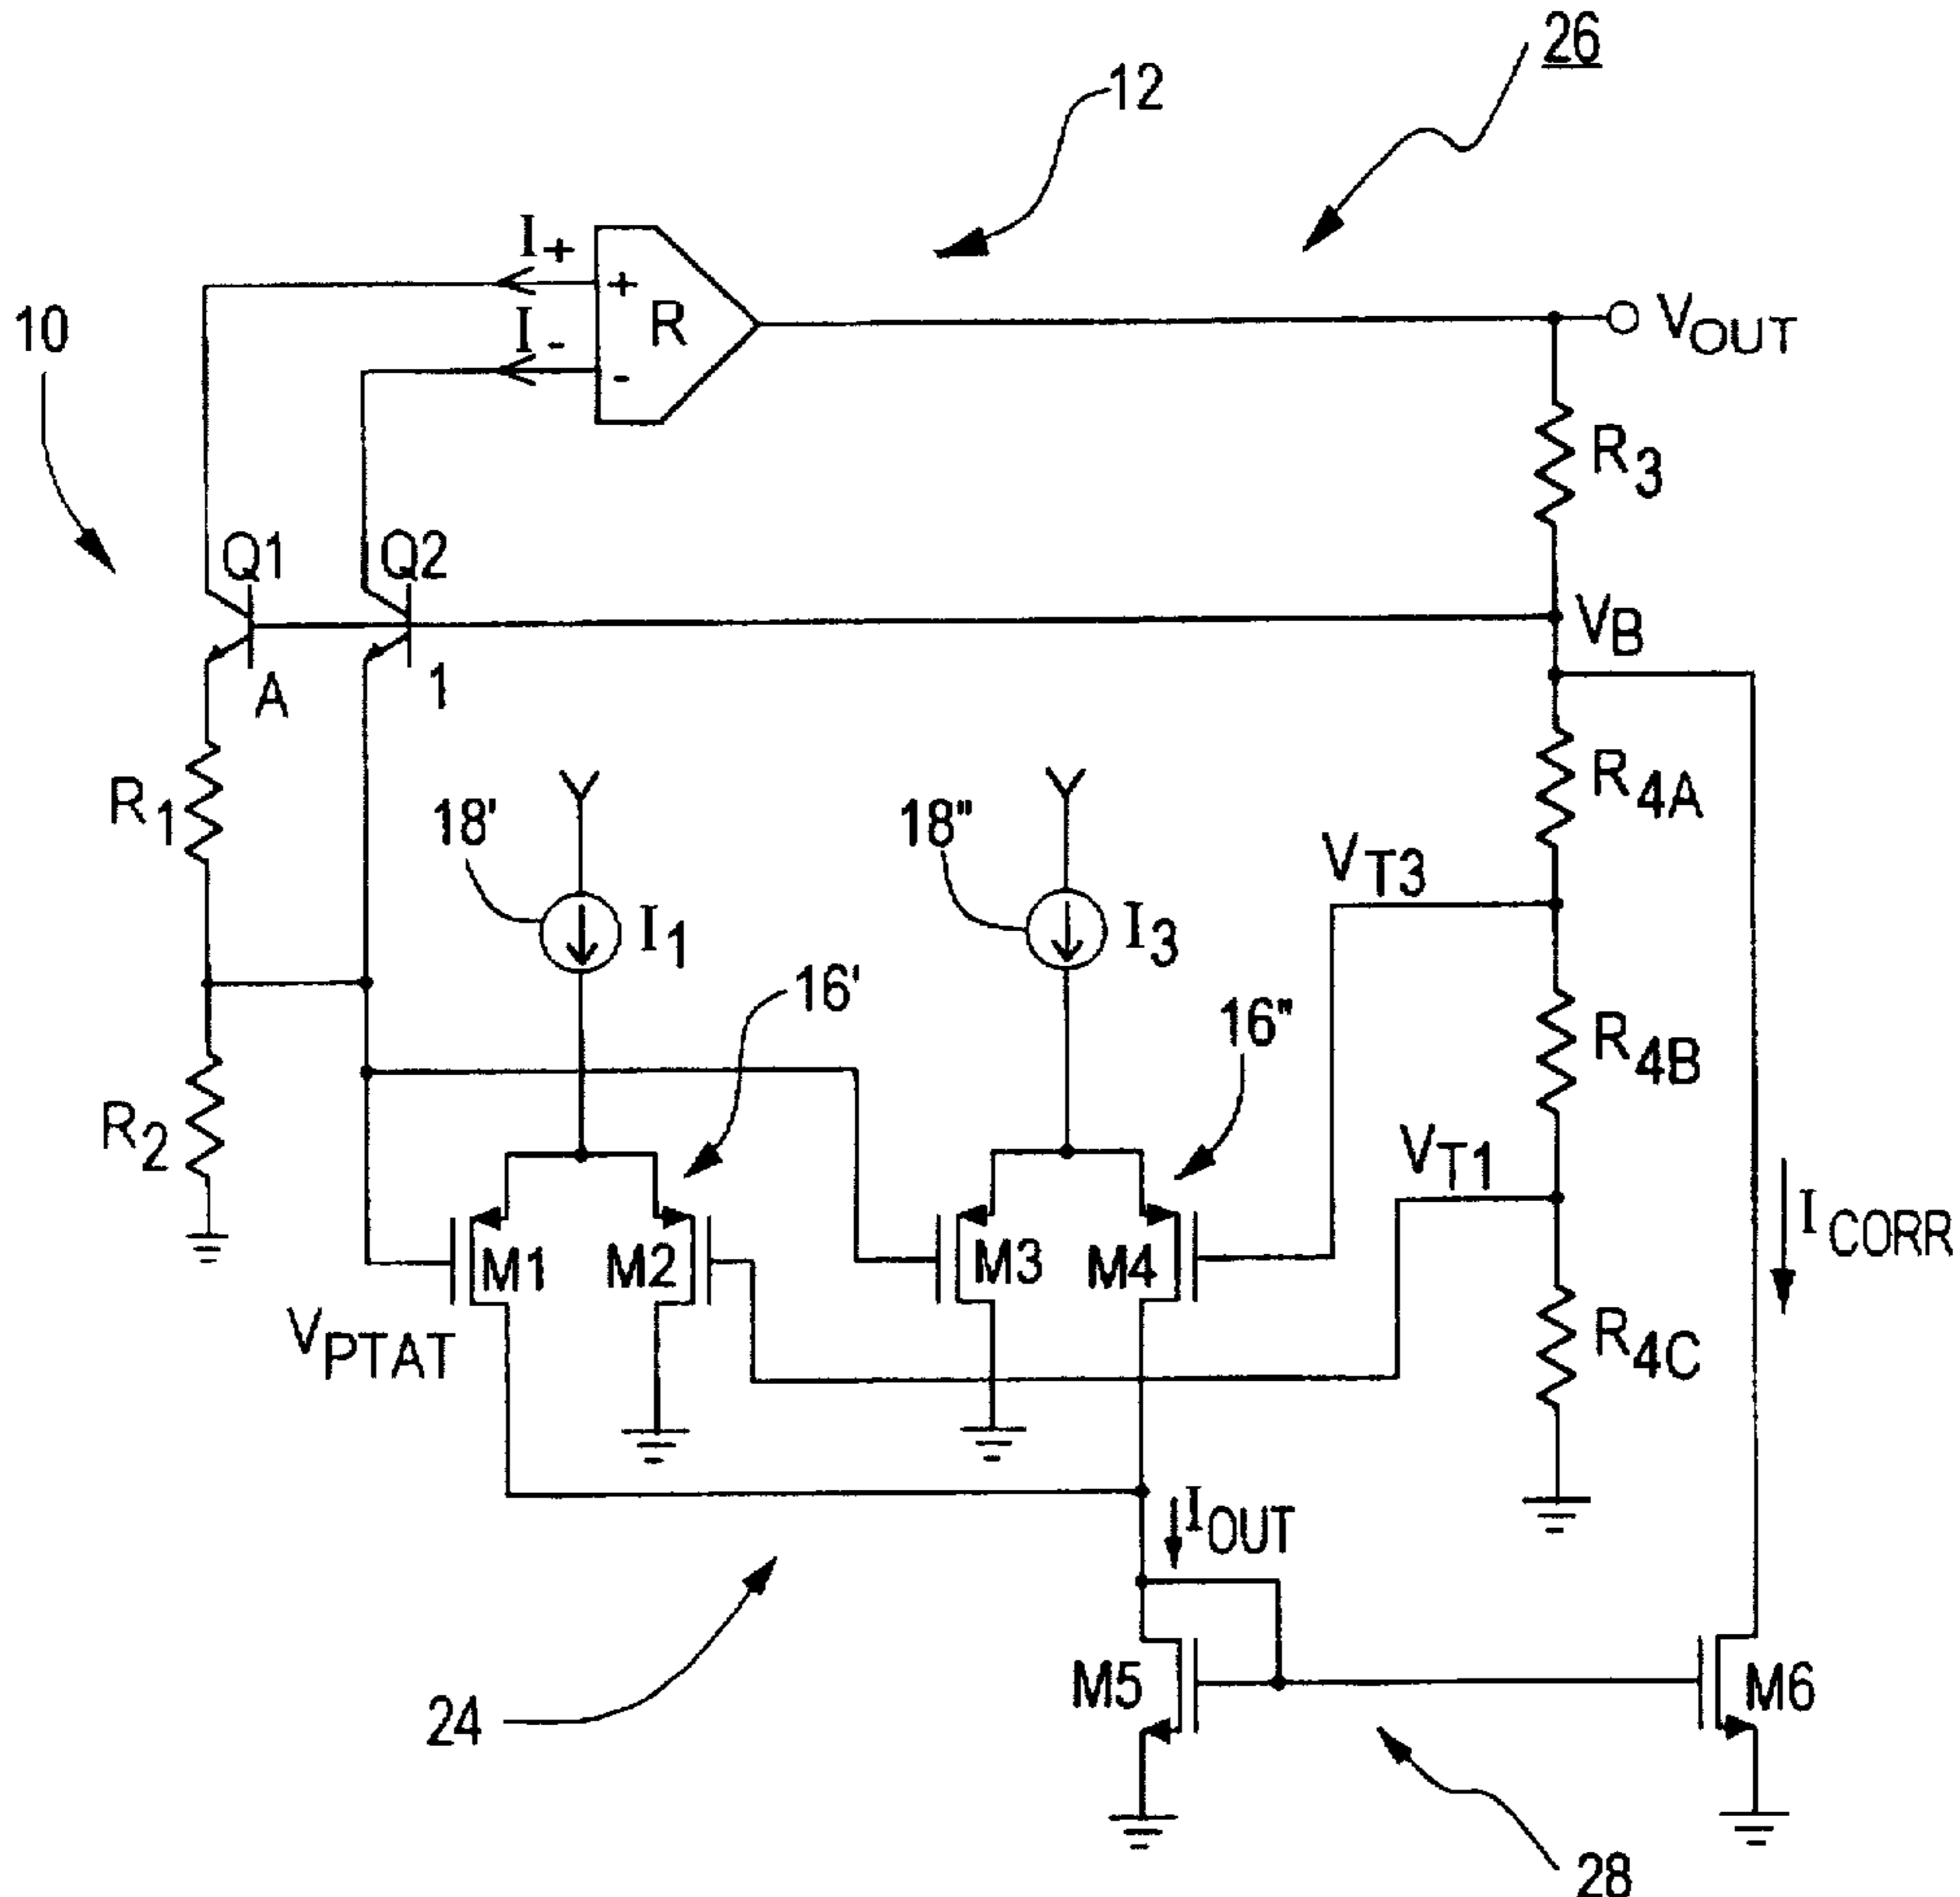 26
12
I+
+
R
I-
-
VOUT
10
R3
Q1
Q2
VB
A
1
R4A
R1
18'
18"
VT3
I1
I3
16'
16"
R4B
R2
VT1
ICORR
M1
M2
M3
M4
VPTAT
R4C
IOUT
M5
M6
24
28